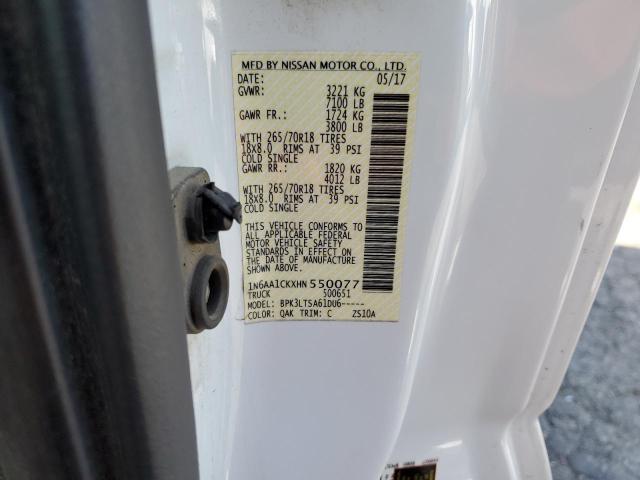 MFD BY NISSAN MOTOR CO., LTD.
DATE: 05/17
GVWR: 3221 KG
7100 LB
GAWR FR.: 1724 KG
3800 LB
WITH 265/70R18 TIRES
18X8.0 RIMS AT 39 PSI
COLD SINGLE
GAWR RR.: 1820 KG
4012 LB
WITH 265/70R18 TIRES
18X8.0 RIMS AT 39 PSI
COLD SINGLE
THIS VEHICLE CONFORMS TO
ALL APPLICABLE FEDERAL
MOTOR VEHICLE SAFETY
STANDARDS IN EFFECT ON
THE DATE OF MANUFACTURE
SHOWN ABOVE.
1N6AA1CKXHN550077
TRUCK 500651
MODEL: BPK3LTSA61DU6-----
COLOR: QAK TRIM: C ZS10A